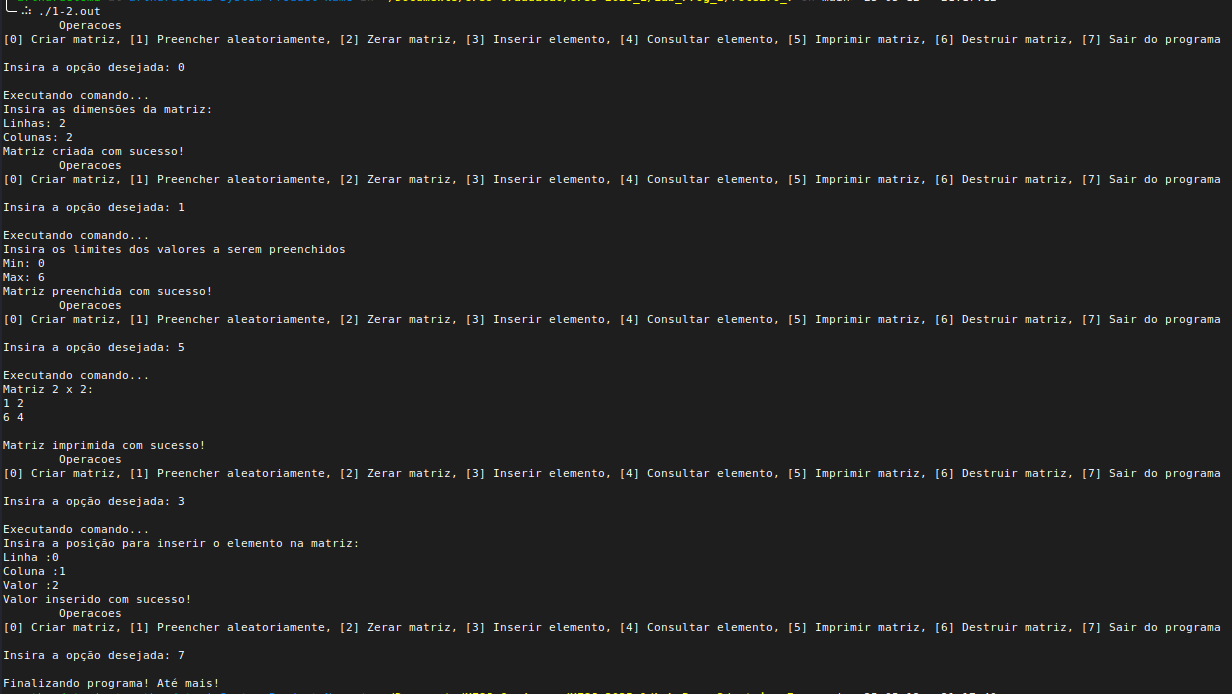 ./1-2.out
Operacoes
[0] Criar matriz, [1] Preencher aleatoriamente, [2] Zerar matriz, [3] Inserir elemento, [4] Consultar elemento, [5] Imprimir matriz, [6] Destruir matriz, [7] Sair do programa
Insira a opção desejada: 0
Executando comando...
Insira as dimensões da matriz:
Linhas: 2
Colunas: 2
Matriz criada com sucesso!
Operacoes
[0] Criar matriz, [1] Preencher aleatoriamente, [2] Zerar matriz, [3] Inserir elemento, [4] Consultar elemento, [5] Imprimir matriz, [6] Destruir matriz, [7] Sair do programa
Insira a opção desejada: 1
Executando comando...
Insira os limites dos valores a serem preenchidos
Min: 0
Max: 6
Matriz preenchida com sucesso!
Operacoes
[0] Criar matriz, [1] Preencher aleatoriamente, [2] Zerar matriz, [3] Inserir elemento, [4] Consultar elemento, [5] Imprimir matriz, [6] Destruir matriz, [7] Sair do programa
Insira a opção desejada: 5
Executando comando...
Matriz 2 x 2:
1 2
6 4
Matriz imprimida com sucesso!
Operacoes
[0] Criar matriz, [1] Preencher aleatoriamente, [2] Zerar matriz, [3] Inserir elemento, [4] Consultar elemento, [5] Imprimir matriz, [6] Destruir matriz, [7] Sair do programa
Insira a opção desejada: 3
Executando comando...
Insira a posição para inserir o elemento na matriz:
Linha :0
Coluna :1
Valor :2
Valor inserido com sucesso!
Operacoes
[0] Criar matriz, [1] Preencher aleatoriamente, [2] Zerar matriz, [3] Inserir elemento, [4] Consultar elemento, [5] Imprimir matriz, [6] Destruir matriz, [7] Sair do programa
Insira a opção desejada: 7
Finalizando programa! Até mais!